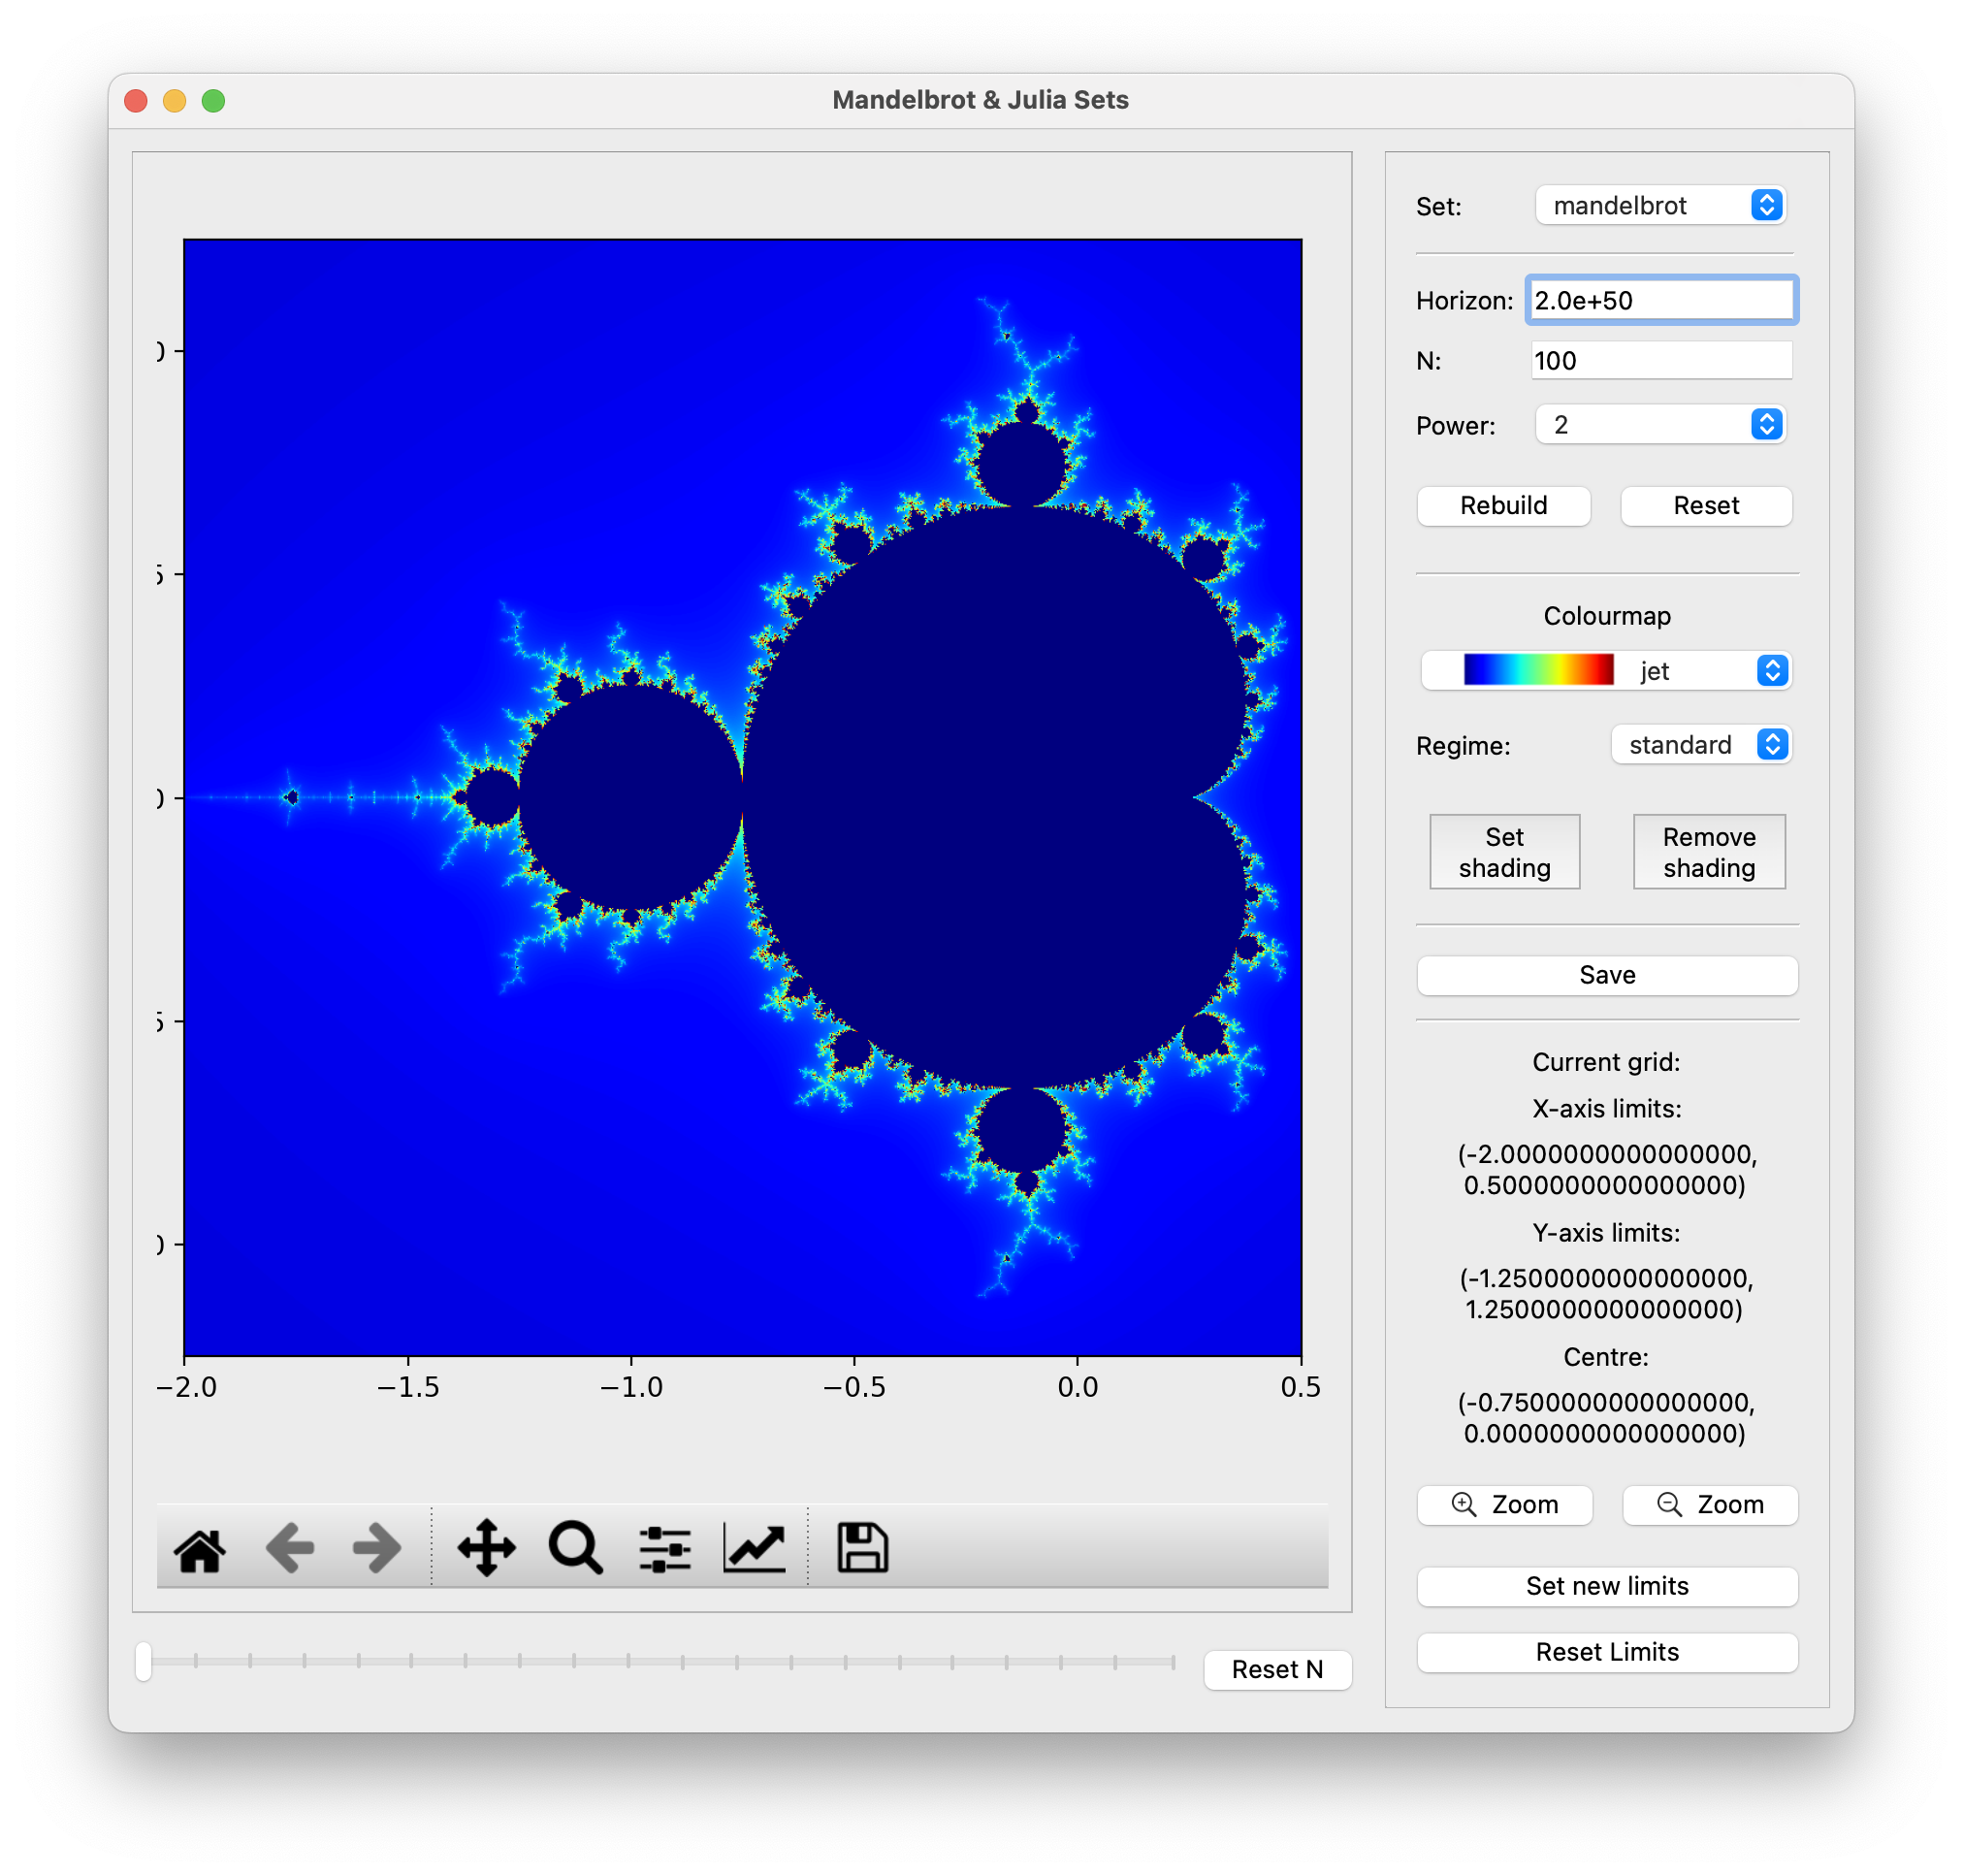 Mandelbrot & Julia Sets
Set: mandelbrot
Horizon: 2.0e+50
N: 100
Power: 2
Rebuild Reset
Colourmap
jet
Regime: standard
Set shading
Remove shading
Save
Current grid:
X-axis limits:
(-2.0000000000000000,
0.5000000000000000)
Y-axis limits:
(-1.2500000000000000,
1.2500000000000000)
Centre:
(-0.7500000000000000,
0.0000000000000000)
Zoom Zoom
Set new limits
Reset Limits
−2.0 −1.5 −1.0 −0.5 0.0 0.5
Reset N